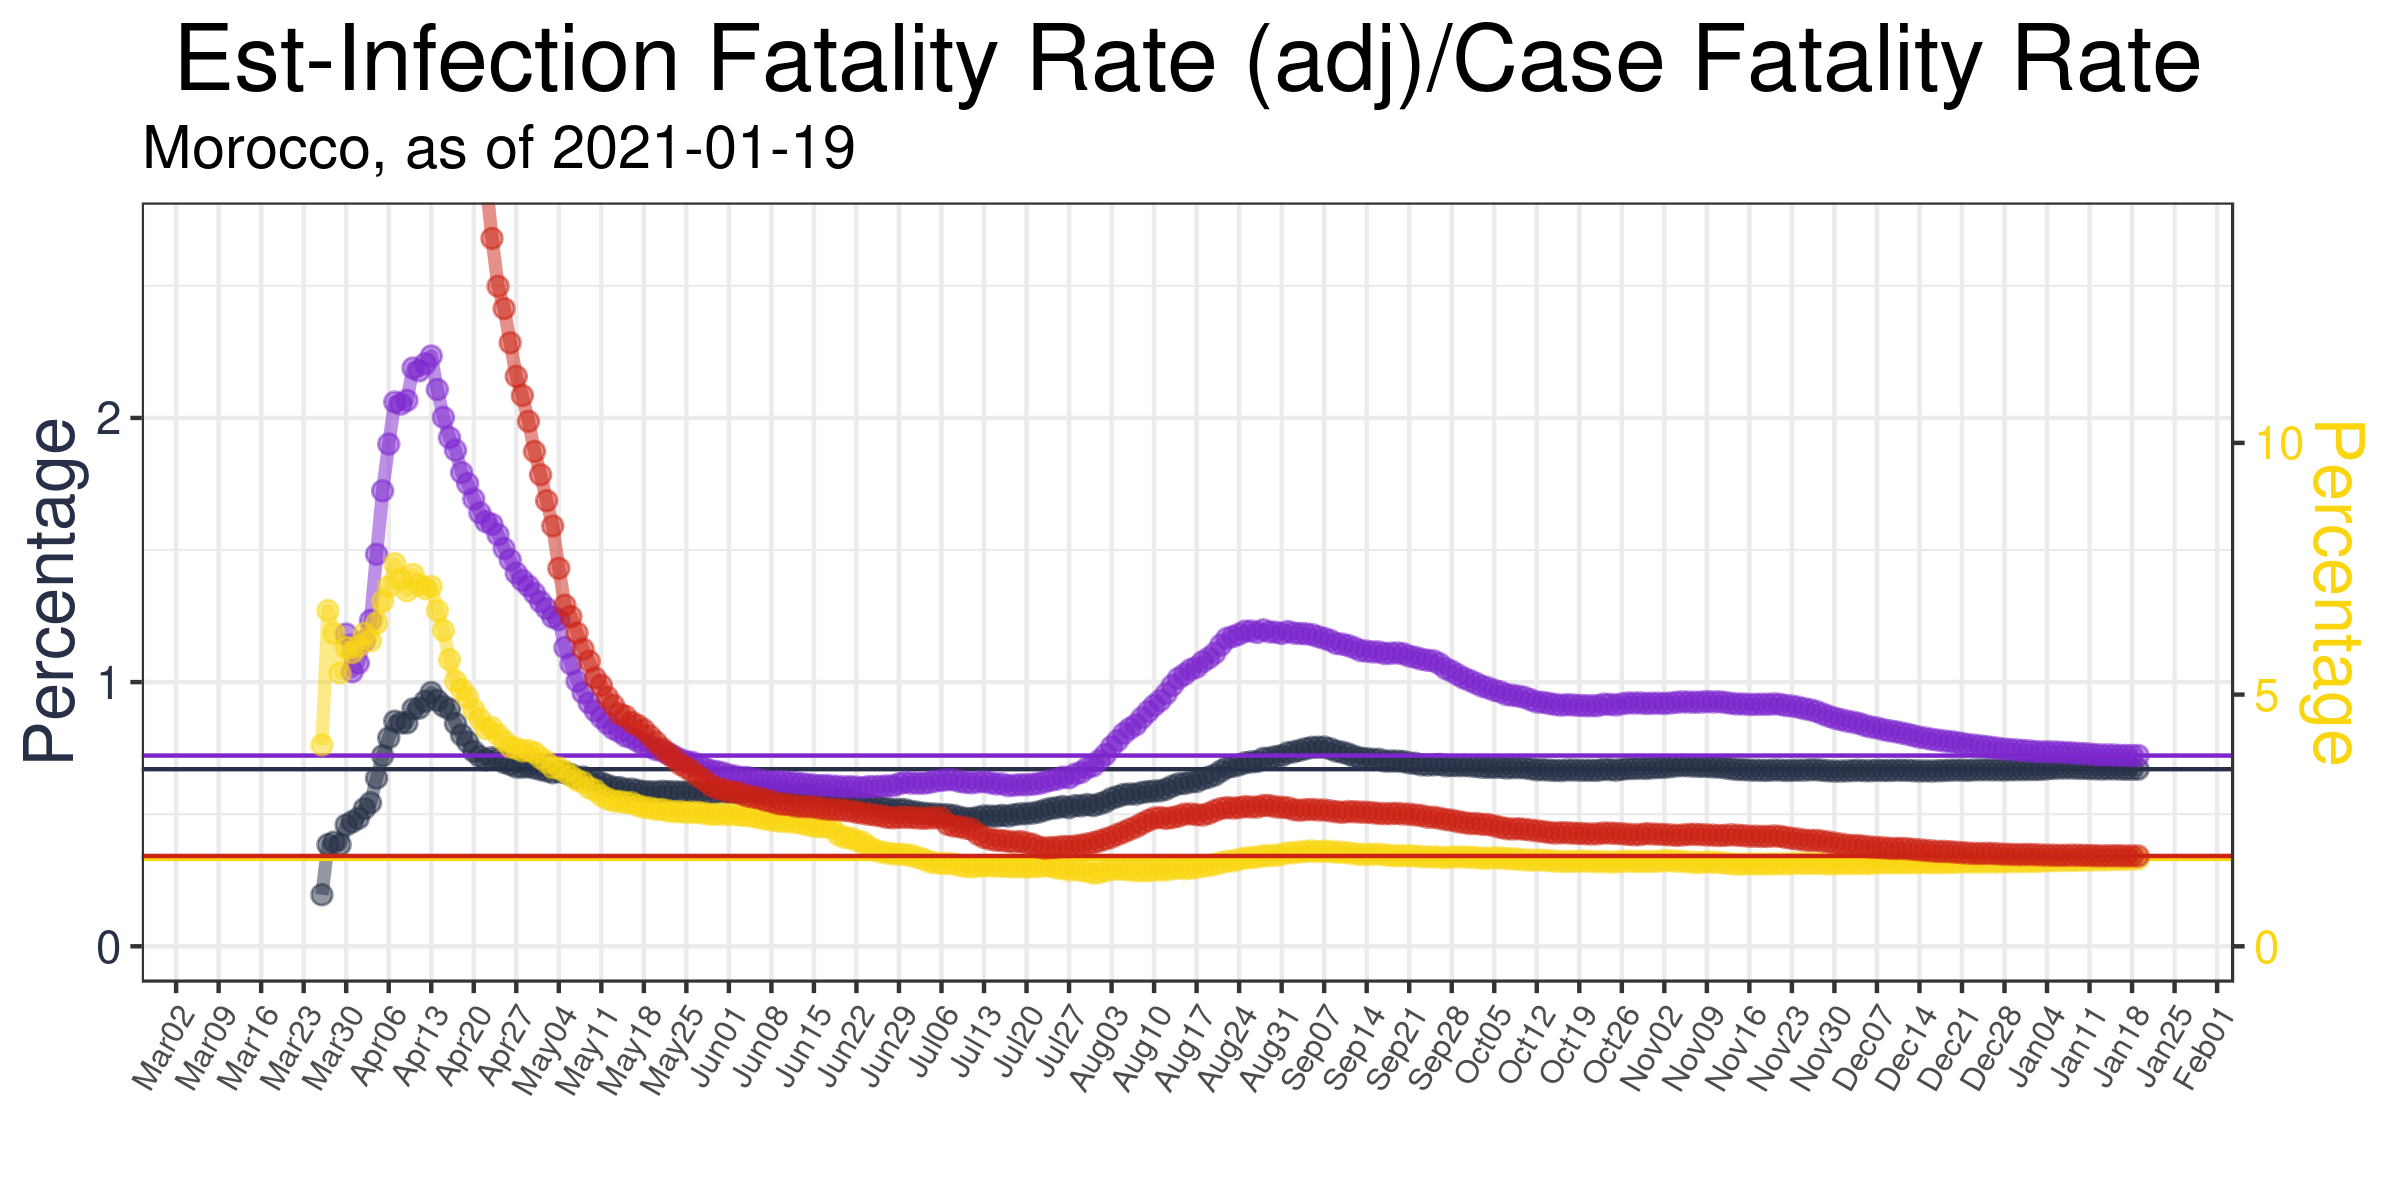 Est-Infection Fatality Rate (adj)/Case Fatality Rate
Morocco, as of 2021-01-19
Percentage
2
1
0
10
5
0
Percentage
Mar02 Mar09 Mar16 Mar23 Mar30 Apr06 Apr13 Apr20 Apr27 May04 May11 May18 May25 Jun01 Jun08 Jun15 Jun22 Jun29 Jul06 Jul13 Jul20 Jul27 Aug03 Aug10 Aug17 Aug24 Aug31 Sep07 Sep14 Sep21 Sep28 Oct05 Oct12 Oct19 Oct26 Nov02 Nov09 Nov16 Nov23 Nov30 Dec07 Dec14 Dec21 Dec28 Jan04 Jan11 Jan18 Jan25 Feb01